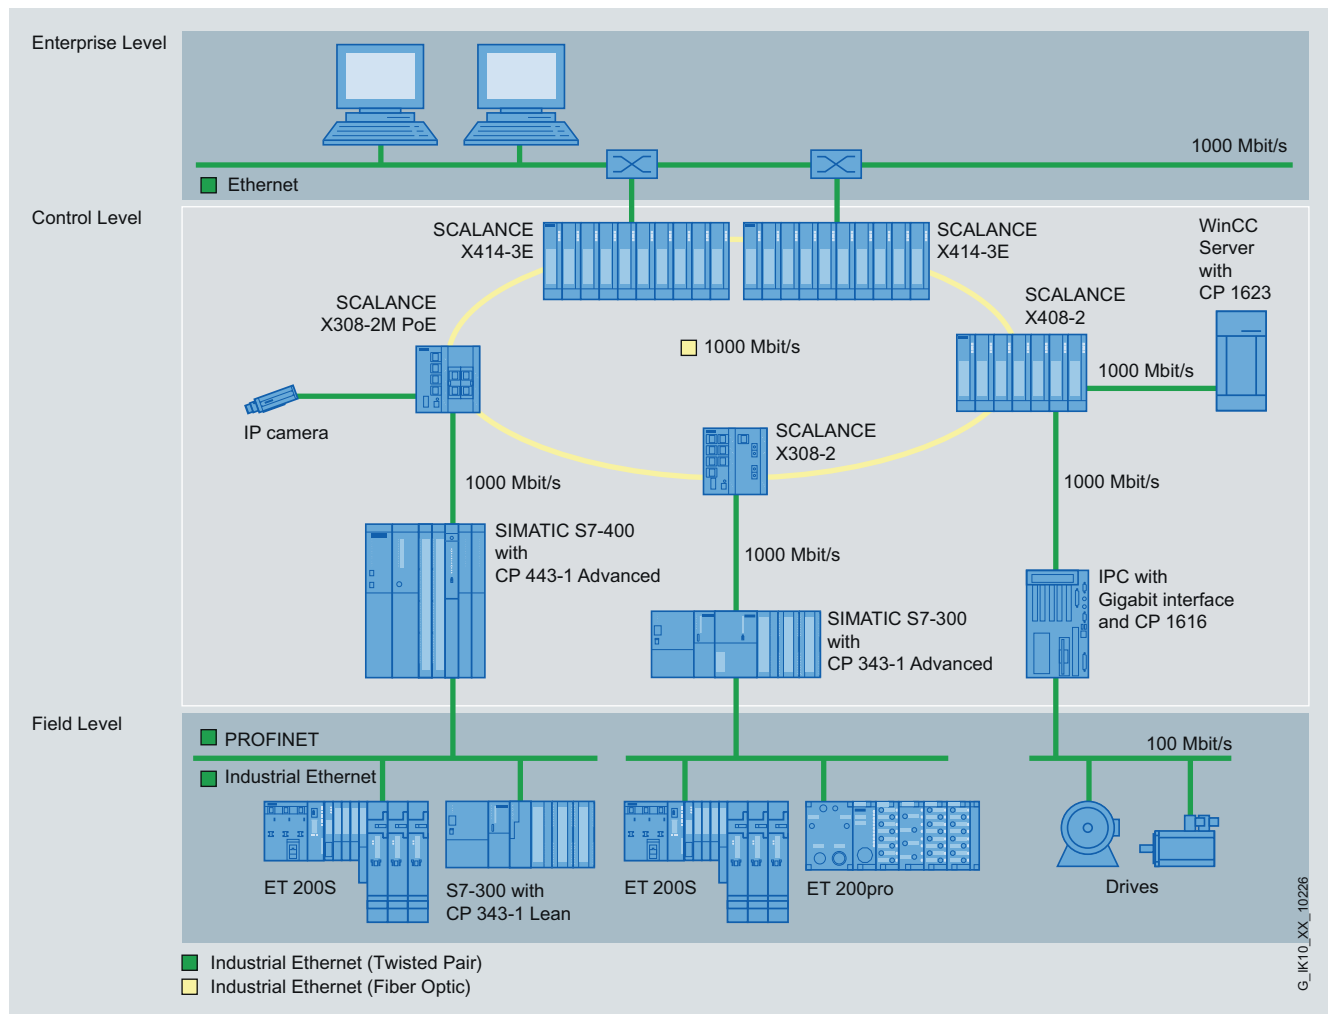 Enterprise Level
1000 Mbit/s
Ethernet
Control Level
SCALANCE
X414-3E
SCALANCE
X414-3E
WinCC
Server
with
CP 1623
SCALANCE
X308-2M PoE
SCALANCE
X408-2
1000 Mbit/s
1000 Mbit/s
IP camera
SCALANCE
X308-2
1000 Mbit/s
1000 Mbit/s
SIMATIC S7-400
with
CP 443-1 Advanced
1000 Mbit/s
IPC with
Gigabit interface
and CP 1616
SIMATIC S7-300
with
CP 343-1 Advanced
Field Level
PROFINET
100 Mbit/s
Industrial Ethernet
ET 200S
S7-300 with
CP 343-1 Lean
ET 200S
ET 200pro
Drives
G_IK10_XX_10226
Industrial Ethernet (Twisted Pair)
Industrial Ethernet (Fiber Optic)